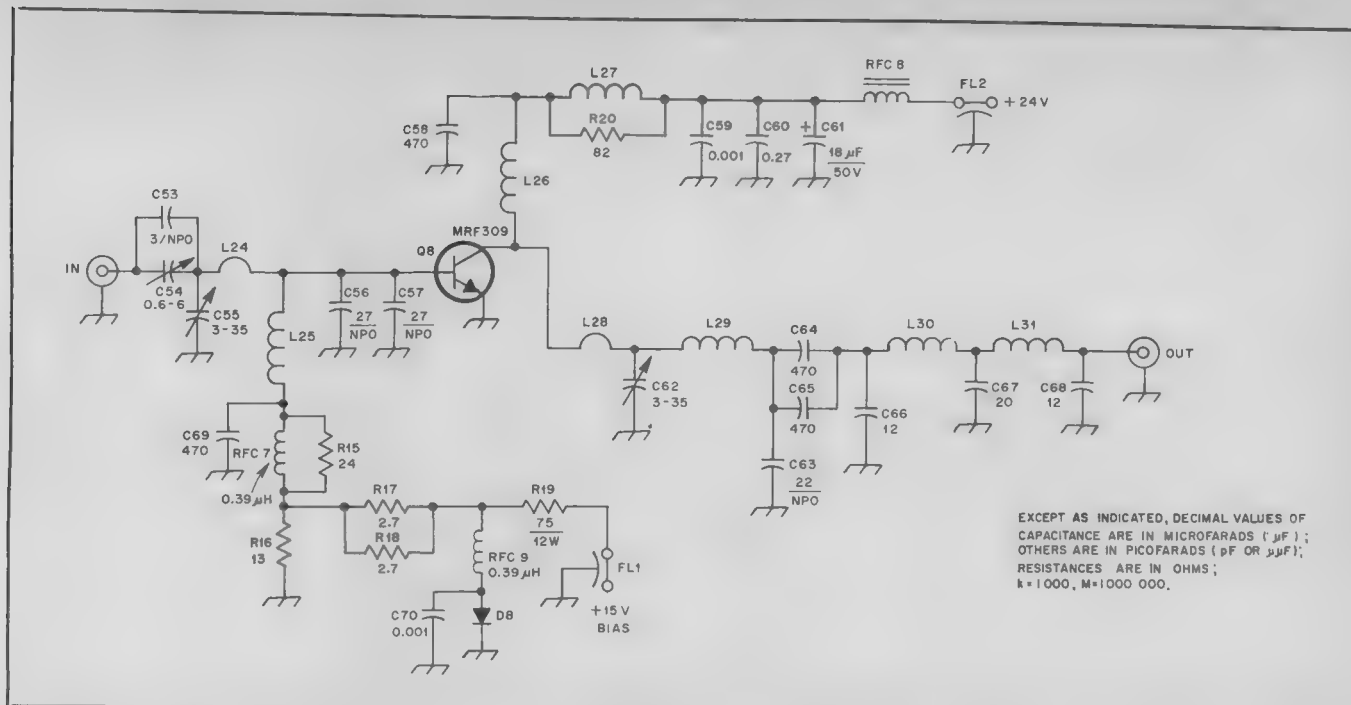 RFC 8
FL2
+24V
L27
R20
82
C58
470
C59
0.001
C60
0.27
+
C61
18 µF
50V
L26
C53
3/NPO
L24
MRF309
Q8
IN
C54
0.6-6
C55
3-35
L25
C56
27
NPO
C57
27
NPO
L28
L29
C64
470
C65
470
L30
L31
OUT
C62
3-35
C66
12
C67
20
C68
12
C63
22
NPO
C69
470
RFC 7
0.39µH
R15
24
R17
2.7
R18
2.7
R19
75
12W
R16
13
RFC 9
0.39µH
FL1
C70
0.001
D8
+15V
BIAS
EXCEPT AS INDICATED, DECIMAL VALUES OF
CAPACITANCE ARE IN MICROFARADS (µF);
OTHERS ARE IN PICOFARADS (pF OR µµF);
RESISTANCES ARE IN OHMS;
k=1000, M=1000 000.